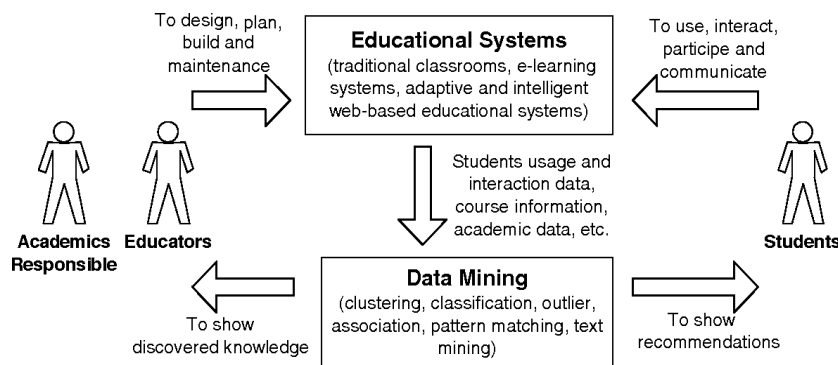 To design, plan,
build and
maintenance
Educational Systems
(traditional classrooms, e-learning
systems, adaptive and intelligent
web-based educational systems)
To use, interact,
participe and
communicate
Students usage and
interaction data,
course information,
academic data, etc.
Academics
Responsible
Educators
Students
Data Mining
(clustering, classification, outlier,
association, pattern matching, text
mining)
To show
discovered knowledge
To show
recommendations